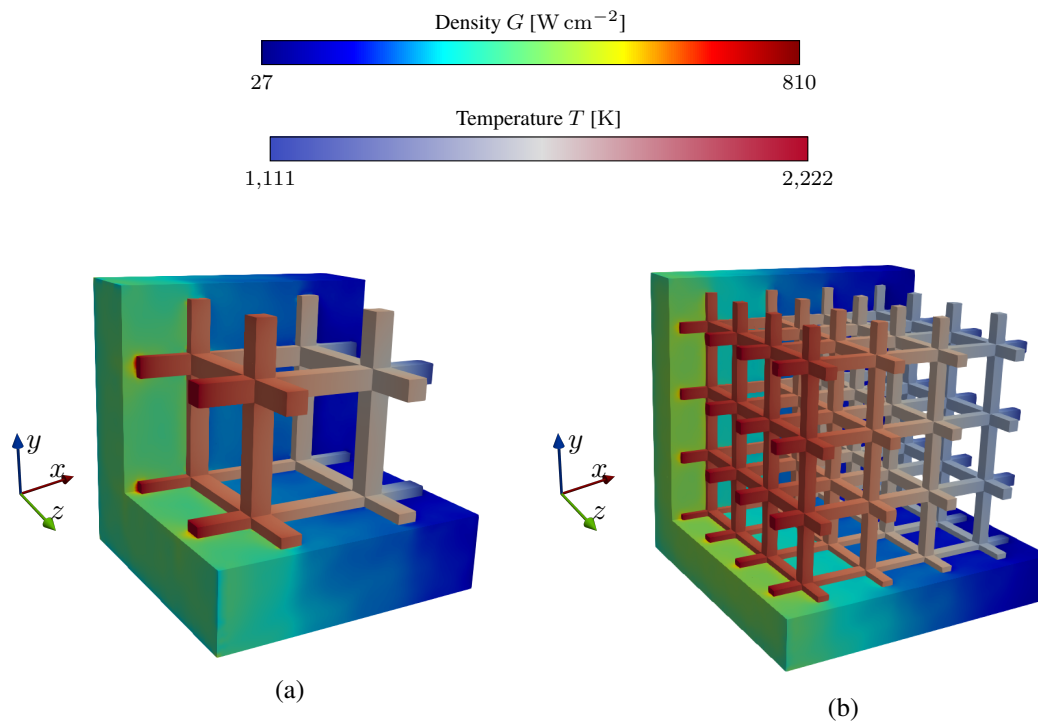 Density G [W cm⁻²]
27 810
Temperature T [K]
1,111 2,222
y
x
z
y
x
z
(a)
(b)